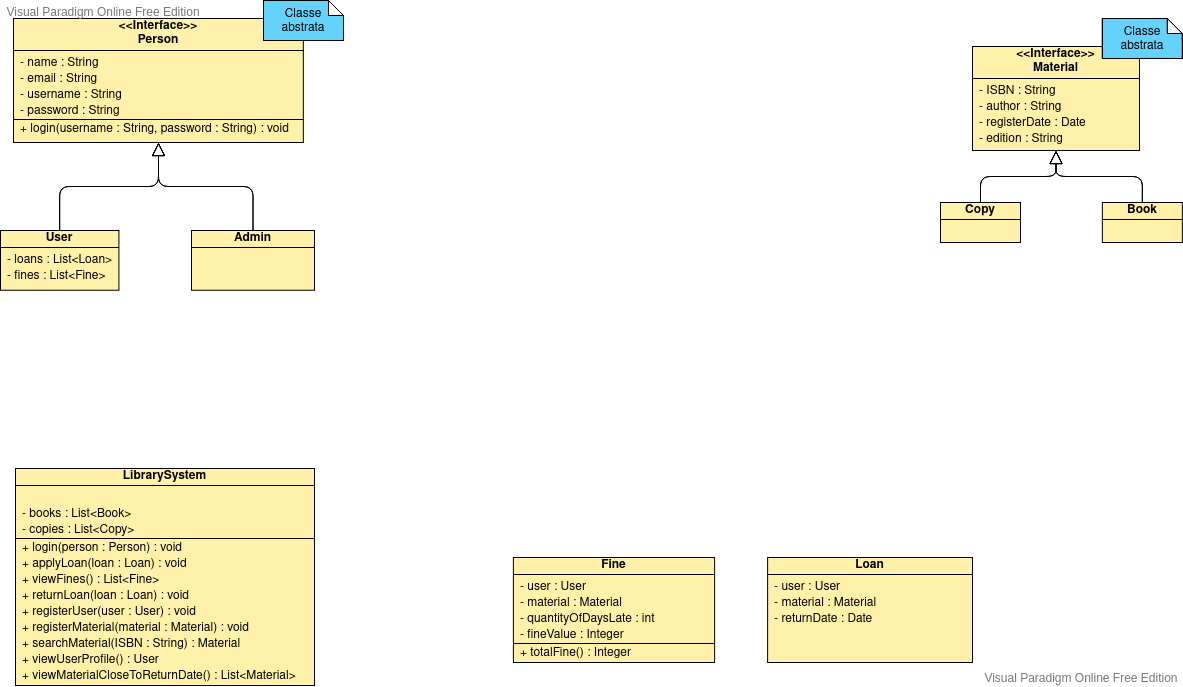 Visual Paradigm Online Free Edition
Classe
abstrata
<<Interface>>
Person
- name : String
- email : String
- username : String
- password : String
+ login(username : String, password : String) : void
User
- loans : List<Loan>
- fines : List<Fine>
Admin
Classe
abstrata
<<Interface>>
Material
- ISBN : String
- author : String
- registerDate : Date
- edition : String
Copy
Book
LibrarySystem
- books : List<Book>
- copies : List<Copy>
+ login(person : Person) : void
+ applyLoan(loan : Loan) : void
+ viewFines() : List<Fine>
+ returnLoan(loan : Loan) : void
+ registerUser(user : User) : void
+ registerMaterial(material : Material) : void
+ searchMaterial(ISBN : String) : Material
+ viewUserProfile() : User
+ viewMaterialCloseToReturnDate() : List<Material>
Fine
- user : User
- material : Material
- quantityOfDaysLate : int
- fineValue : Integer
+ totalFine() : Integer
Loan
- user : User
- material : Material
- returnDate : Date
Visual Paradigm Online Free Edition